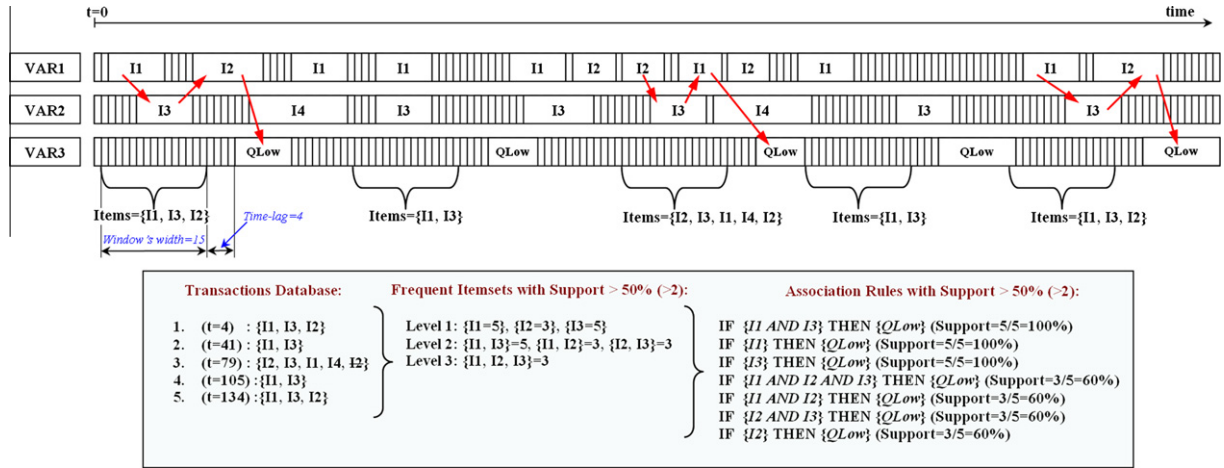 t=0 time
VAR1 I1 I2 I1 I1 I1 I2 I2 I1 I2 I1 I1 I2
VAR2 I3 I4 I3 I3 I3 I4 I3 I3
VAR3 QLow QLow QLow QLow QLow
Items={I1, I3, I2} Time-lag=4 Items={I1, I3} Items={I2, I3, I1, I4, I2} Items={I1, I3} Items={I1, I3, I2}
Window's width=15
Transactions Database: Frequent Itemsets with Support > 50% (>2): Association Rules with Support > 50% (>2):
1. (t=4) : {I1, I3, I2} Level 1: {I1=5}, {I2=3}, {I3=5} IF {I1 AND I3} THEN {QLow} (Support=5/5=100%)
2. (t=41) : {I1, I3} Level 2: {I1, I3}=5, {I1, I2}=3, {I2, I3}=3 IF {I1} THEN {QLow} (Support=5/5=100%)
3. (t=79) : {I2, I3, I1, I4, I2} Level 3: {I1, I2, I3}=3 IF {I3} THEN {QLow} (Support=5/5=100%)
4. (t=105) : {I1, I3} IF {I1 AND I2 AND I3} THEN {QLow} (Support=3/5=60%)
5. (t=134) : {I1, I3, I2} IF {I1 AND I2} THEN {QLow} (Support=3/5=60%)
IF {I2 AND I3} THEN {QLow} (Support=3/5=60%)
IF {I2} THEN {QLow} (Support=3/5=60%)